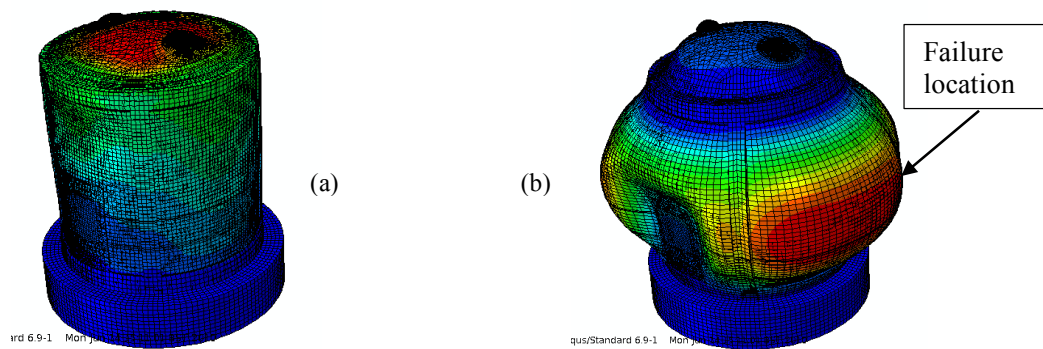 Failure
location
(a)
(b)
ard 6.9-1 Mon
qus/Standard 6.9-1 Mon